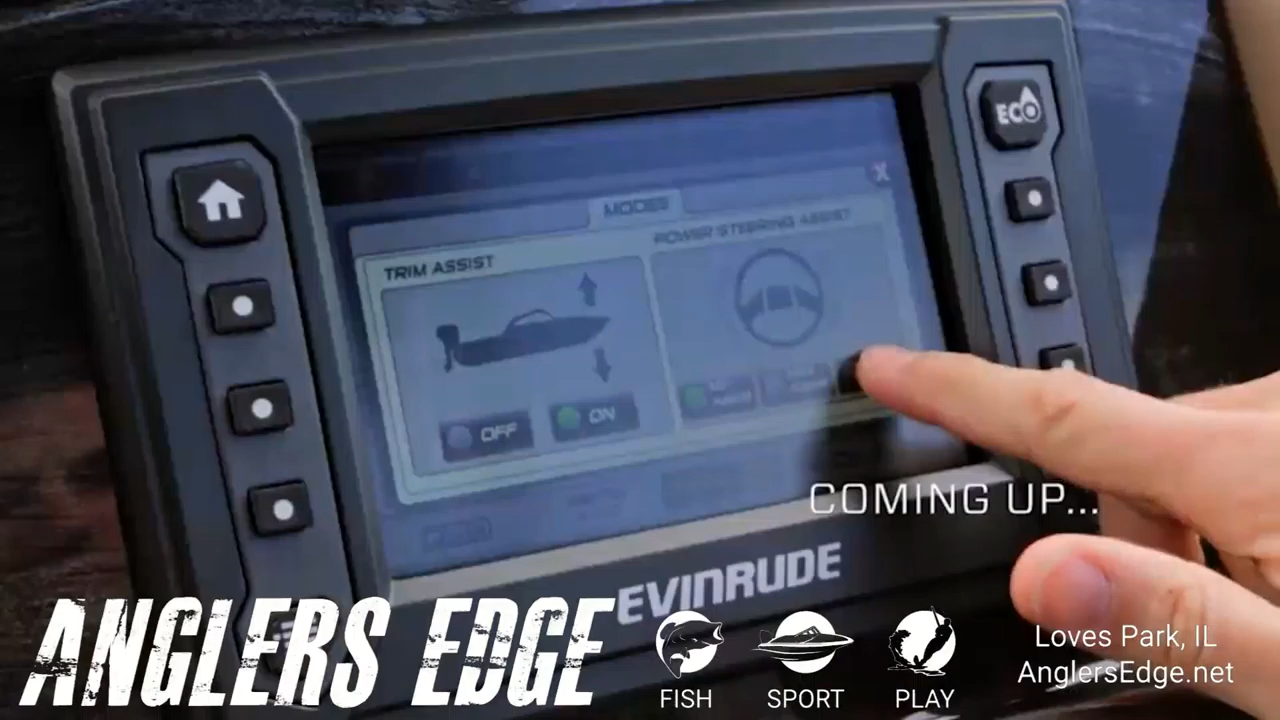 ECO
MODES
TRIM ASSIST
POWER STEERING ASSIST
OFF
ON
COMING UP...
EVINRUDE
ANGLERS EDGE
FISH
SPORT
PLAY
Loves Park, IL
AnglersEdge.net